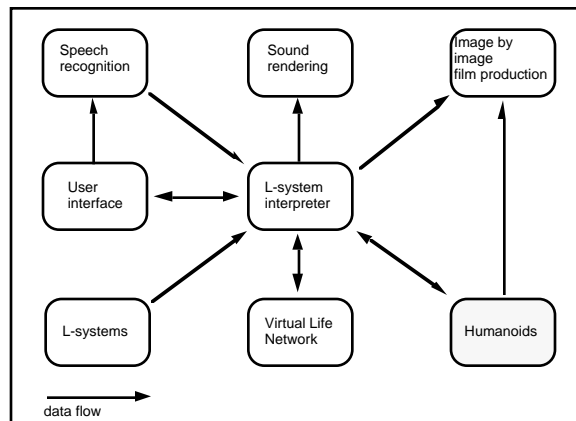 Speech
recognition
Sound
rendering
Image by
image
film production
User
interface
L-system
interpreter
L-systems
Virtual Life
Network
Humanoids
data flow